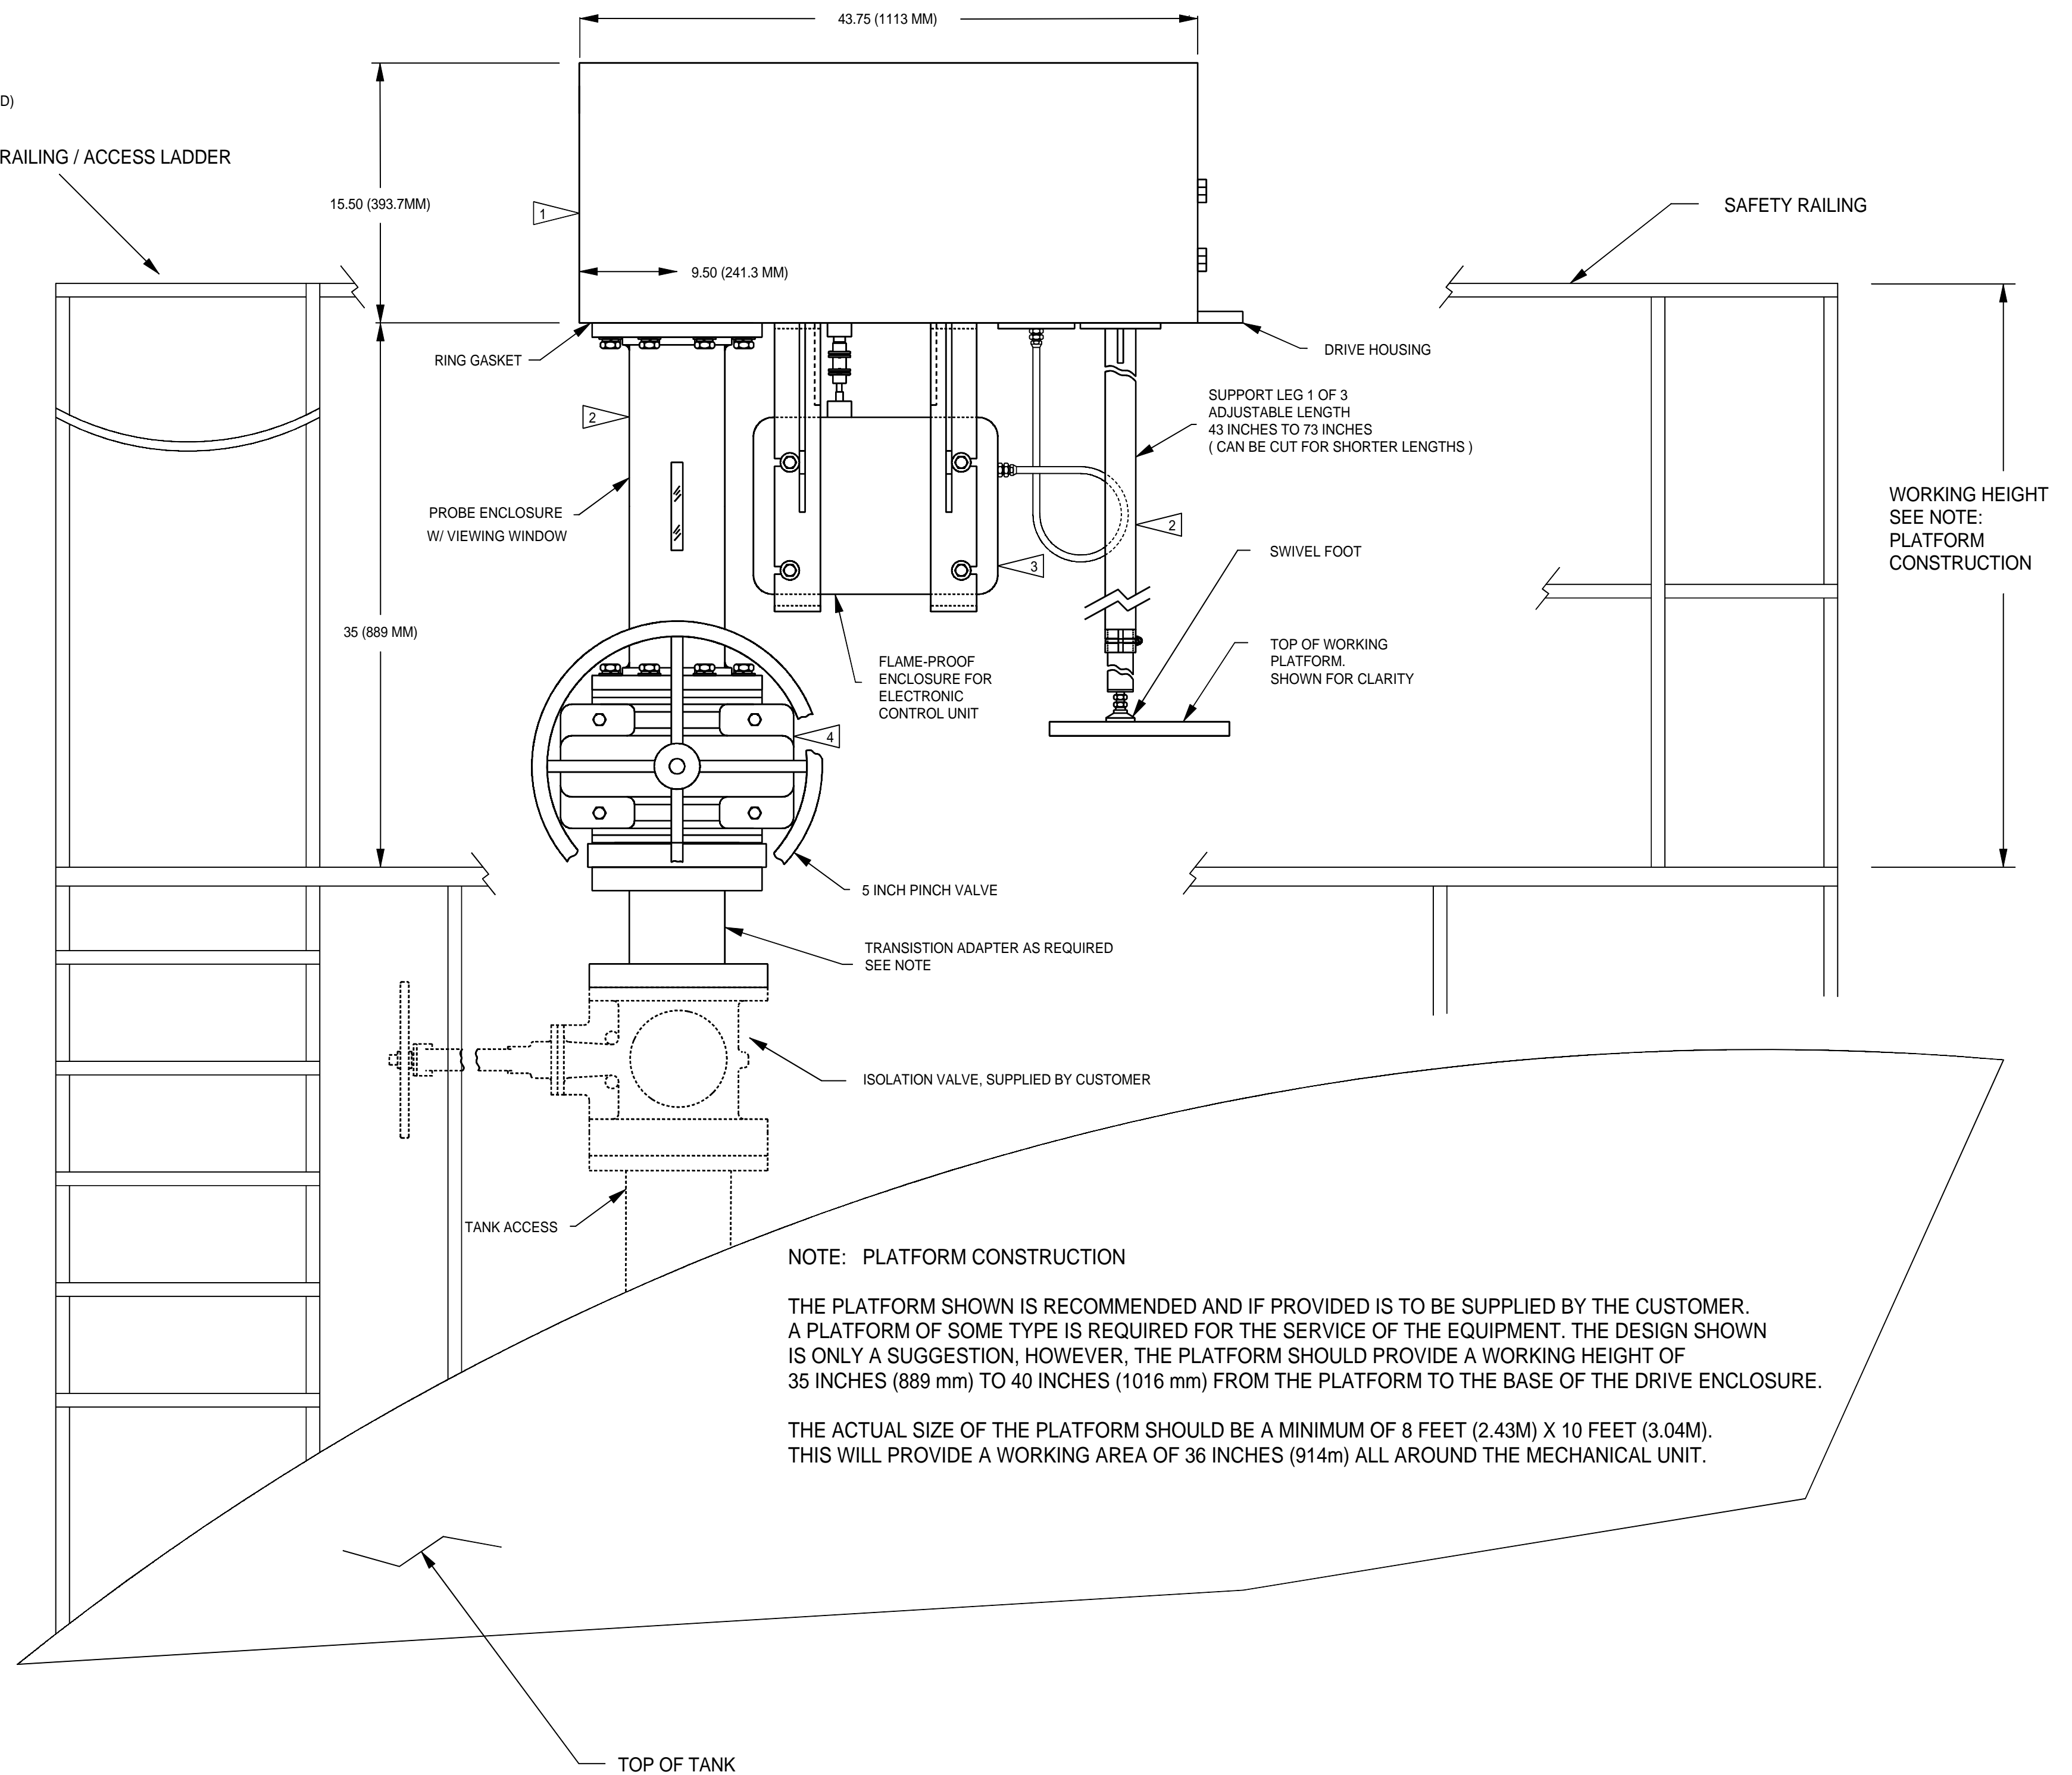 43.75 (1113 MM)
D)
RAILING / ACCESS LADDER
15.50 (393.7MM)
1
SAFETY RAILING
9.50 (241.3 MM)
RING GASKET
DRIVE HOUSING
2
SUPPORT LEG 1 OF 3
ADJUSTABLE LENGTH
43 INCHES TO 73 INCHES
( CAN BE CUT FOR SHORTER LENGTHS )
PROBE ENCLOSURE
W/ VIEWING WINDOW
2
WORKING HEIGHT
SEE NOTE:
PLATFORM
CONSTRUCTION
SWIVEL FOOT
3
35 (889 MM)
FLAME-PROOF
ENCLOSURE FOR
ELECTRONIC
CONTROL UNIT
TOP OF WORKING
PLATFORM.
SHOWN FOR CLARITY
4
5 INCH PINCH VALVE
TRANSISTION ADAPTER AS REQUIRED
SEE NOTE
ISOLATION VALVE, SUPPLIED BY CUSTOMER
TANK ACCESS
NOTE: PLATFORM CONSTRUCTION
THE PLATFORM SHOWN IS RECOMMENDED AND IF PROVIDED IS TO BE SUPPLIED BY THE CUSTOMER.
A PLATFORM OF SOME TYPE IS REQUIRED FOR THE SERVICE OF THE EQUIPMENT. THE DESIGN SHOWN
IS ONLY A SUGGESTION, HOWEVER, THE PLATFORM SHOULD PROVIDE A WORKING HEIGHT OF
35 INCHES (889 mm) TO 40 INCHES (1016 mm) FROM THE PLATFORM TO THE BASE OF THE DRIVE ENCLOSURE.
THE ACTUAL SIZE OF THE PLATFORM SHOULD BE A MINIMUM OF 8 FEET (2.43M) X 10 FEET (3.04M).
THIS WILL PROVIDE A WORKING AREA OF 36 INCHES (914m) ALL AROUND THE MECHANICAL UNIT.
TOP OF TANK